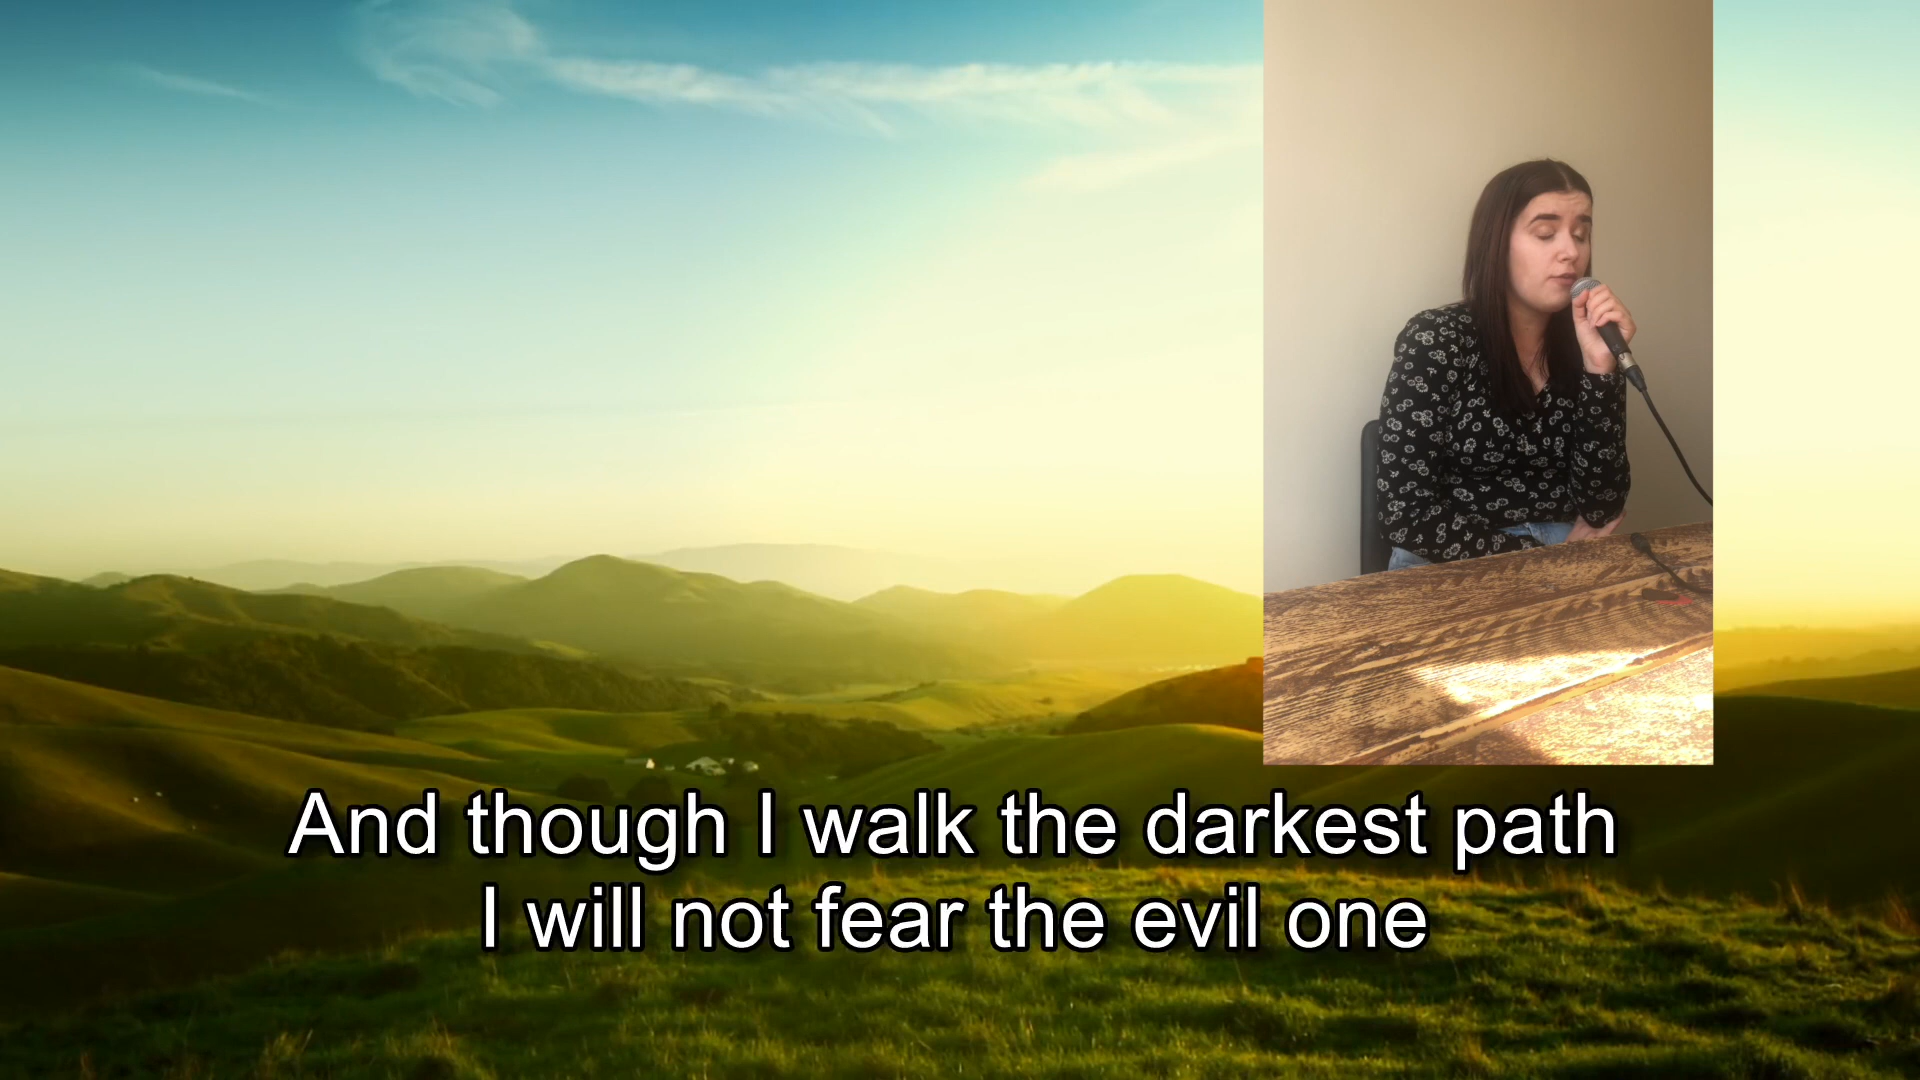 And though I walk the darkest path
I will not fear the evil one